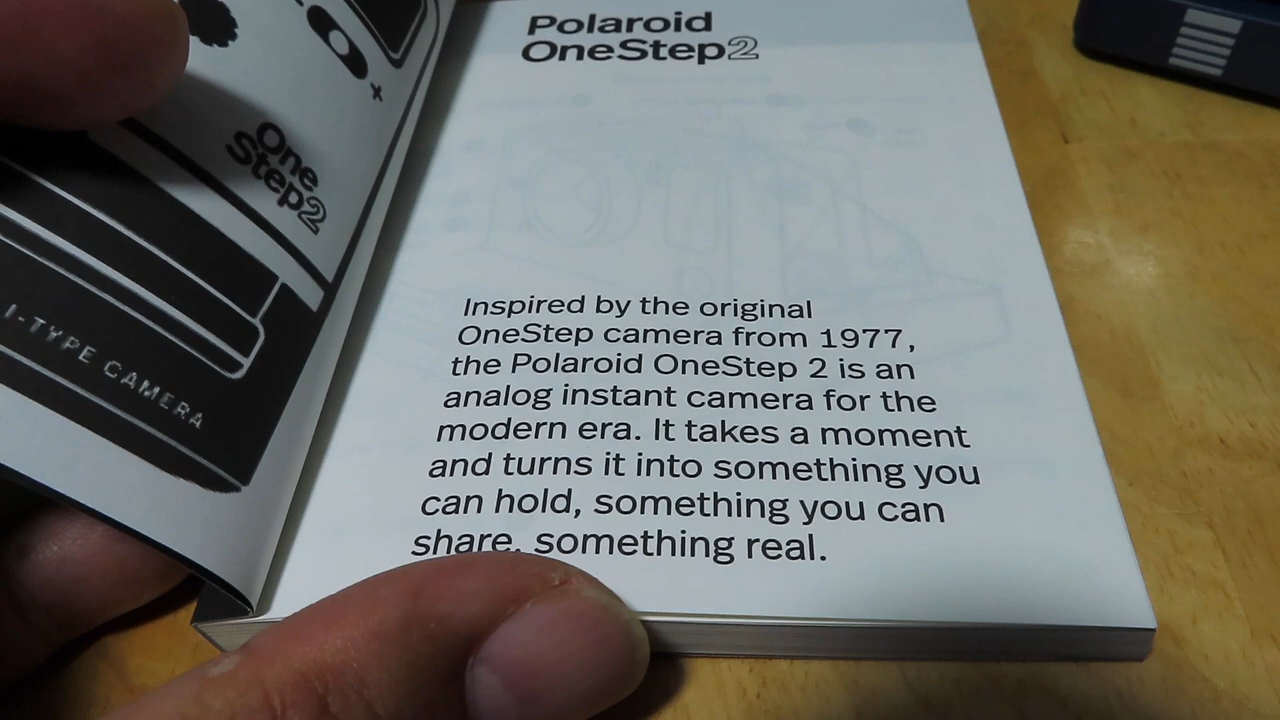 One
Step2
I-TYPE CAMERA
Polaroid
OneStep2
Inspired by the original
OneStep camera from 1977,
the Polaroid OneStep 2 is an
analog instant camera for the
modern era. It takes a moment
and turns it into something you
can hold, something you can
share, something real.